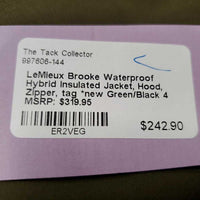 The Tack Collector
997606-144
LeMieux Brooke Waterproof
Hybrid Insulated Jacket, Hood,
Zipper, tag *new Green/Black 4
MSRP: $319.95
ER2VEG
$242.90